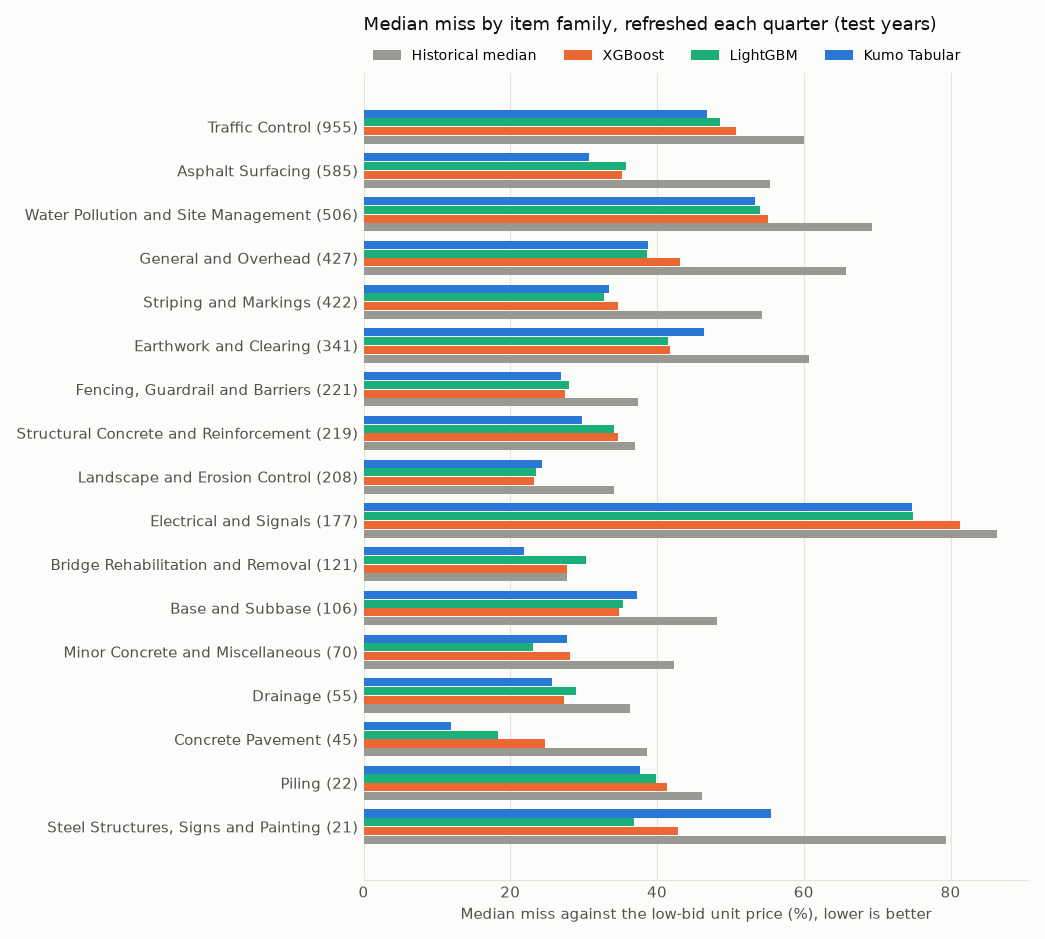 Median miss by item family, refreshed each quarter (test years)
Historical median XGBoost LightGBM Kumo Tabular
Traffic Control (955)
Asphalt Surfacing (585)
Water Pollution and Site Management (506)
General and Overhead (427)
Striping and Markings (422)
Earthwork and Clearing (341)
Fencing, Guardrail and Barriers (221)
Structural Concrete and Reinforcement (219)
Landscape and Erosion Control (208)
Electrical and Signals (177)
Bridge Rehabilitation and Removal (121)
Base and Subbase (106)
Minor Concrete and Miscellaneous (70)
Drainage (55)
Concrete Pavement (45)
Piling (22)
Steel Structures, Signs and Painting (21)
0 20 40 60 80
Median miss against the low-bid unit price (%), lower is better